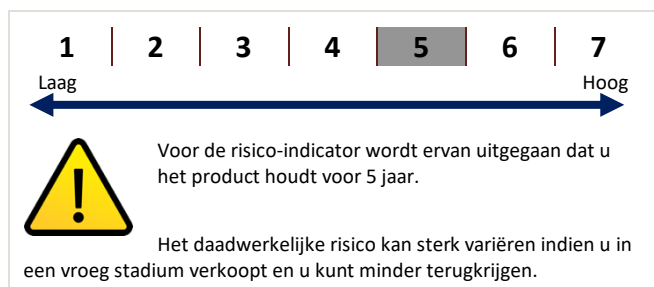 1 2 3 4 5 6 7
Laag Hoog
Voor de risico-indicator wordt ervan uitgegaan dat u
het product houdt voor 5 jaar.
Het daadwerkelijke risico kan sterk variëren indien u in
een vroeg stadium verkoopt en u kunt minder terugkrijgen.